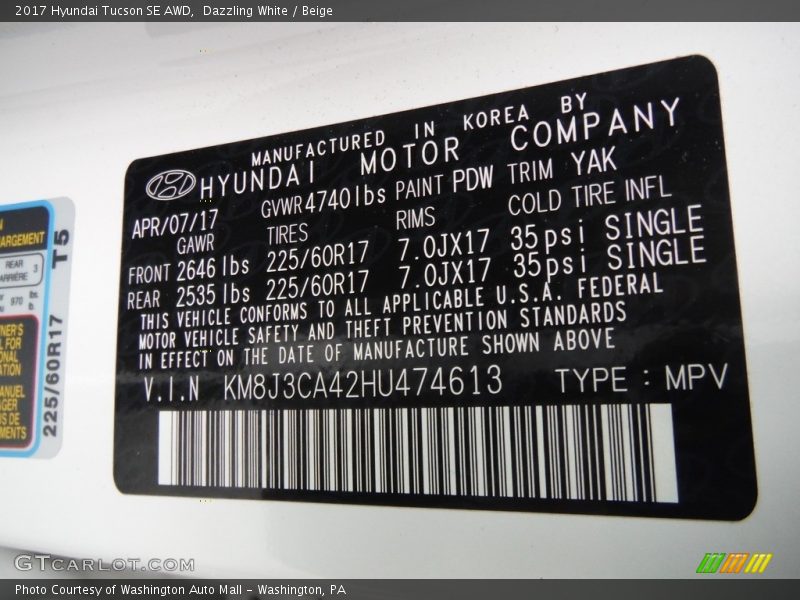 2017 Hyundai Tucson SE AWD,  Dazzling White / Beige
MANUFACTURED IN KOREA BY
HYUNDAI MOTOR COMPANY
APR/07/17 GVWR4740lbs PAINT PDW TRIM YAK
GAWR TIRES RIMS COLD TIRE INFL
FRONT 2646 lbs 225/60R17 7.0JX17 35psi SINGLE
REAR 2535 lbs 225/60R17 7.0JX17 35psi SINGLE
THIS VEHICLE CONFORMS TO ALL APPLICABLE U.S.A. FEDERAL
MOTOR VEHICLE SAFETY AND THEFT PREVENTION STANDARDS
IN EFFECT ON THE DATE OF MANUFACTURE SHOWN ABOVE
V.I.N KM8J3CA42HU474613 TYPE : MPV
REAR 3
970
T5
225/60R17
GTCARLOT.COM
Photo Courtesy of Washington Auto Mall – Washington, PA